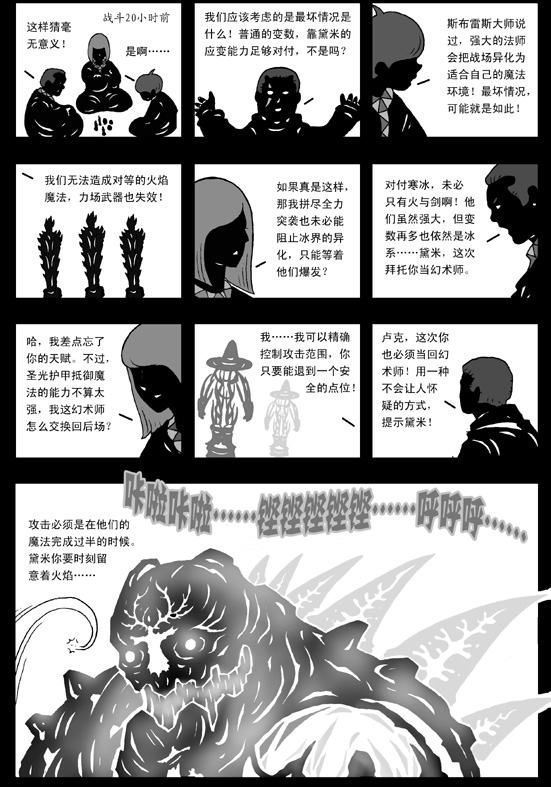 战斗20小时前
这样猜毫
无意义！
是啊……
我们应该考虑的是最坏情况是
什么！普通的变数，靠黛米的
应变能力足够对付，不是吗？
斯布雷斯大师说
过，强大的法师
会把战场异化为
适合自己的魔法
环境！最坏情况，
可能就是如此！
我们无法造成对等的火焰
魔法，力场武器也失效！
如果真是这样，
那我拼尽全力
突袭也未必能
阻止冰界的异
化，只能等着
他们爆发？
对付寒冰，未必
只有火与剑啊！他
们虽然强大，但变
数再多也依然是冰
系……黛米，这次
拜托你当幻术师。
哈，我差点忘了
你的天赋。不过，
圣光护甲抵御魔
法的能力不算太
强，我这幻术师
怎么交换回后场？
我……我可以精确
控制攻击范围，你
只要能退到一个安
全的点位！
卢克，这次你
也必须当回幻
术师！用一种
不会让人怀
疑的方式，
提示黛米！
咔啦咔啦……铿铿铿铿铿……呼呼呼……
攻击必须是在他们的
魔法完成过半的时候。
黛米你要时刻留
意着火焰……